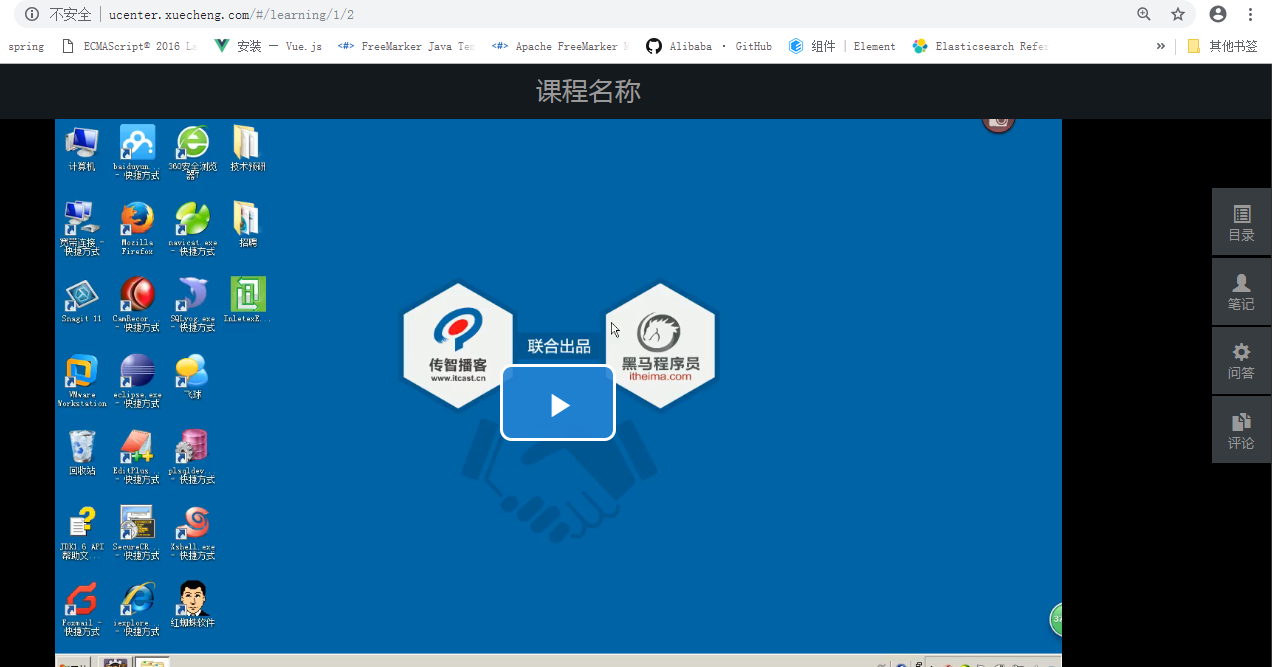 不安全 ucenter.xuecheng.com/#/learning/1/2
spring ECMAScript® 2016 La 安装 — Vue.js FreeMarker Java Tem Apache FreeMarker Alibaba · GitHub 组件 | Element Elasticsearch Refer » 其他书签
课程名称
计算机 baiduyun... - 快捷方式 360安全浏览器7 技术预研
宽带连接 - 快捷方式 Mozilla Firefox navicat.exe - 快捷方式 招聘
Snagit 11 CamRecor... - 快捷方式 SQLyog.exe - 快捷方式 InletexE...
VMware Workstation eclipse.exe - 快捷方式 飞球
回收站 EditPlus... - 快捷方式 plsqldev... - 快捷方式
JDK1.6 API 帮助文... SecureCR... - 快捷方式 Xshell.exe - 快捷方式
Foxmail - 快捷方式 iexplore... - 快捷方式 红蜘蛛软件
传智播客
www.itcast.cn
联合出品
黑马程序员
itheima.com
目录
笔记
问答
评论